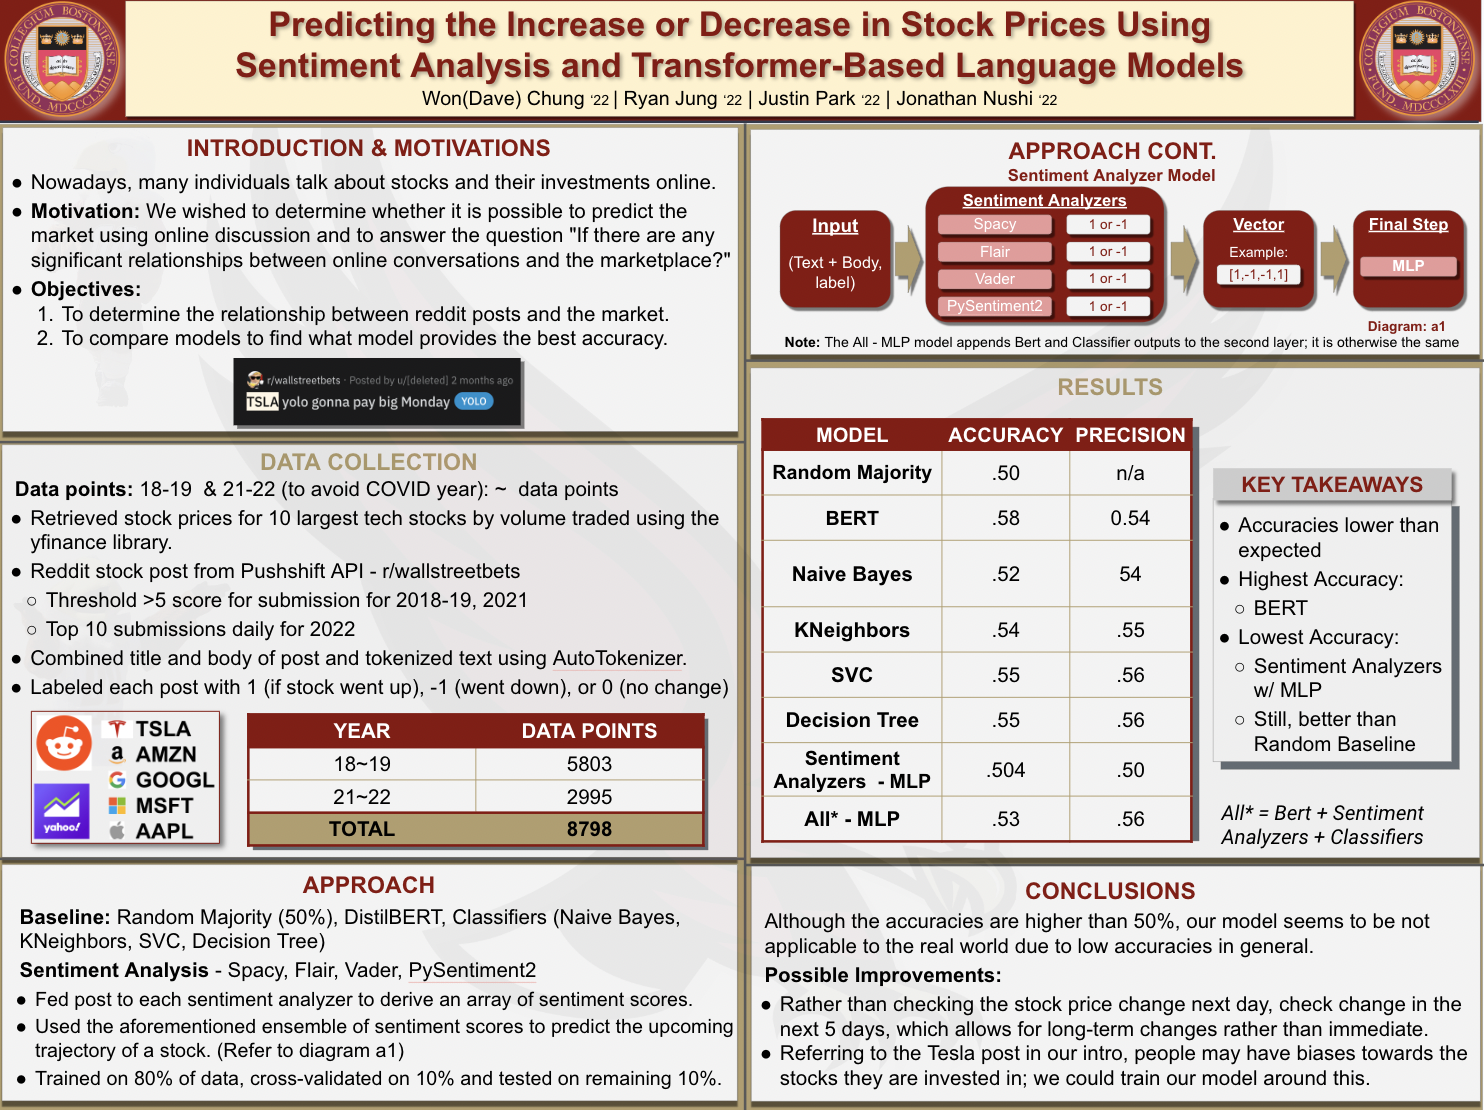 Predicting the Increase or Decrease in Stock Prices Using
Sentiment Analysis and Transformer-Based Language Models
Won(Dave) Chung ‘22 | Ryan Jung ‘22 | Justin Park ‘22 | Jonathan Nushi ‘22
INTRODUCTION & MOTIVATIONS
● Nowadays, many individuals talk about stocks and their investments online.
● Motivation: We wished to determine whether it is possible to predict the
market using online discussion and to answer the question "If there are any
significant relationships between online conversations and the marketplace?"
● Objectives:
1. To determine the relationship between reddit posts and the market.
2. To compare models to find what model provides the best accuracy.
r/wallstreetbets · Posted by u/[deleted] 2 months ago
TSLA yolo gonna pay big Monday YOLO
DATA COLLECTION
Data points: 18-19 & 21-22 (to avoid COVID year): ~ data points
● Retrieved stock prices for 10 largest tech stocks by volume traded using the
yfinance library.
● Reddit stock post from Pushshift API - r/wallstreetbets
○ Threshold >5 score for submission for 2018-19, 2021
○ Top 10 submissions daily for 2022
● Combined title and body of post and tokenized text using AutoTokenizer.
● Labeled each post with 1 (if stock went up), -1 (went down), or 0 (no change)
TSLA
AMZN
GOOGL
MSFT
AAPL
yahoo!
YEAR DATA POINTS
18~19 5803
21~22 2995
TOTAL 8798
APPROACH
Baseline: Random Majority (50%), DistilBERT, Classifiers (Naive Bayes,
KNeighbors, SVC, Decision Tree)
Sentiment Analysis - Spacy, Flair, Vader, PySentiment2
● Fed post to each sentiment analyzer to derive an array of sentiment scores.
● Used the aforementioned ensemble of sentiment scores to predict the upcoming
trajectory of a stock. (Refer to diagram a1)
● Trained on 80% of data, cross-validated on 10% and tested on remaining 10%.
APPROACH CONT.
Sentiment Analyzer Model
Input
(Text + Body,
label)
Sentiment Analyzers
Spacy 1 or -1
Flair 1 or -1
Vader 1 or -1
PySentiment2 1 or -1
Vector
Example:
[1,-1,-1,1]
Final Step
MLP
Diagram: a1
Note: The All - MLP model appends Bert and Classifier outputs to the second layer; it is otherwise the same
RESULTS
MODEL ACCURACY PRECISION
Random Majority .50 n/a
BERT .58 0.54
Naive Bayes .52 54
KNeighbors .54 .55
SVC .55 .56
Decision Tree .55 .56
Sentiment
Analyzers - MLP .504 .50
All* - MLP .53 .56
KEY TAKEAWAYS
● Accuracies lower than
expected
● Highest Accuracy:
○ BERT
● Lowest Accuracy:
○ Sentiment Analyzers
w/ MLP
○ Still, better than
Random Baseline
All* = Bert + Sentiment
Analyzers + Classifiers
CONCLUSIONS
Although the accuracies are higher than 50%, our model seems to be not
applicable to the real world due to low accuracies in general.
Possible Improvements:
● Rather than checking the stock price change next day, check change in the
next 5 days, which allows for long-term changes rather than immediate.
● Referring to the Tesla post in our intro, people may have biases towards the
stocks they are invested in; we could train our model around this.